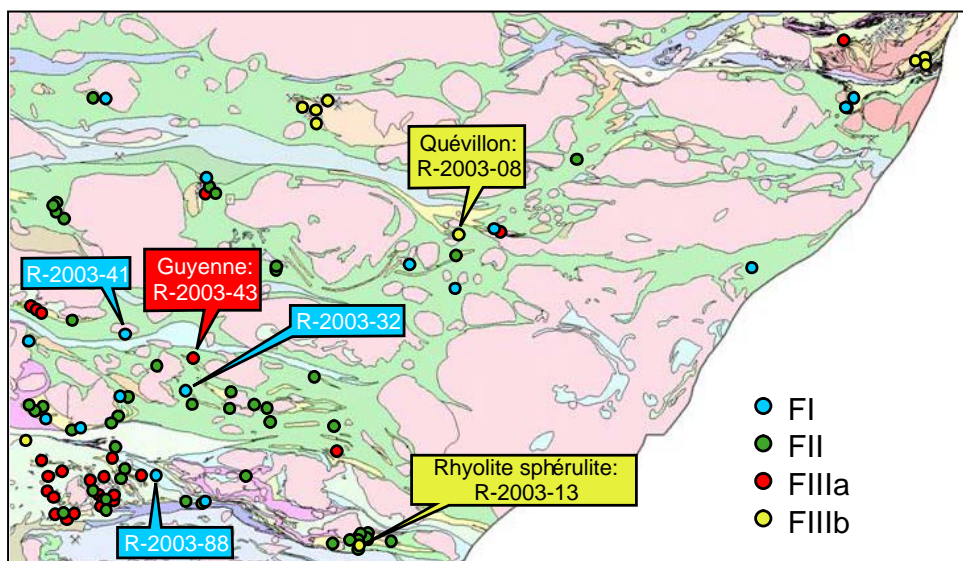 Quévillon:
R-2003-08
R-2003-41
Guyenne:
R-2003-43
R-2003-32
FI
FII
FIIIa
FIIIb
Rhyolite sphérulite:
R-2003-13
R-2003-88